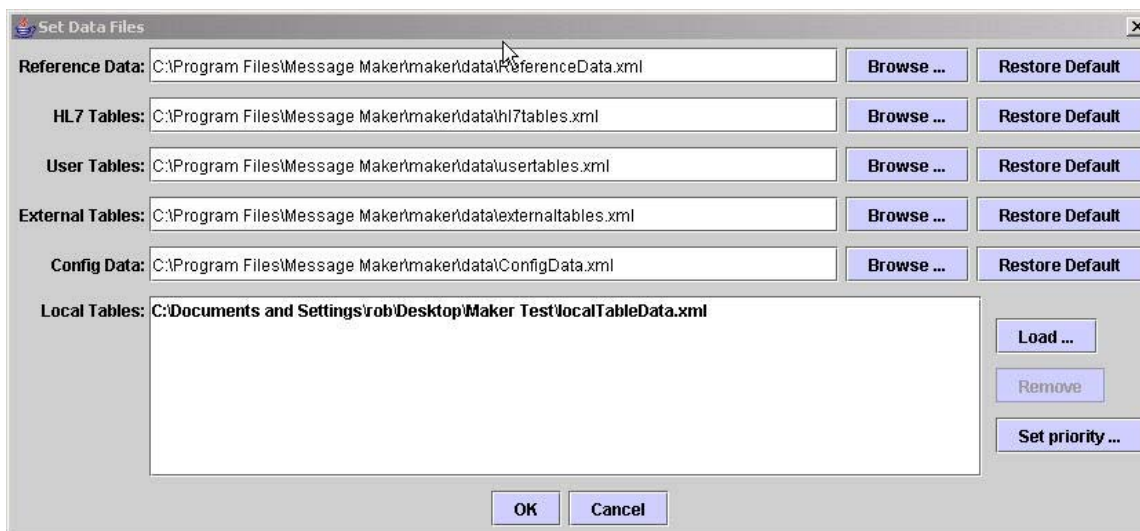 Set Data Files
Reference Data: C:\Program Files\Message Maker\maker\data\ReferenceData.xml Browse ... Restore Default
HL7 Tables: C:\Program Files\Message Maker\maker\data\hl7tables.xml Browse ... Restore Default
User Tables: C:\Program Files\Message Maker\maker\data\usertables.xml Browse ... Restore Default
External Tables: C:\Program Files\Message Maker\maker\data\externaltables.xml Browse ... Restore Default
Config Data: C:\Program Files\Message Maker\maker\data\ConfigData.xml Browse ... Restore Default
Local Tables: C:\Documents and Settings\rob\Desktop\Maker Test\localTableData.xml
Load ...
Remove
Set priority ...
OK Cancel